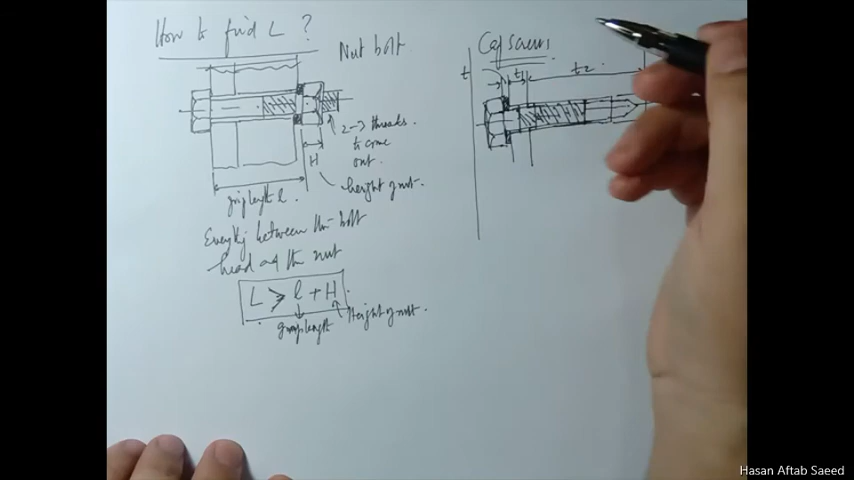 How to find L ?
Nut bolt
2→3 threads
to come
out.
H
height of nut.
grip length l.
Everything between the bolt
head and the nut
L ⩾ l + H
grip length
Height of nut.
Cap screws
t
t1
t2
Hasan Aftab Saeed